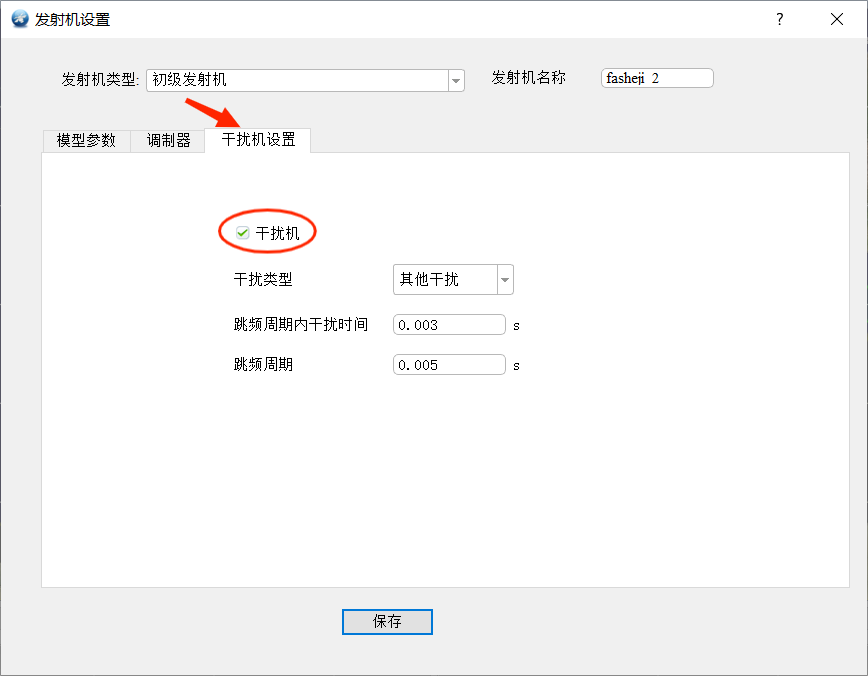 发射机设置
?
发射机类型: 初级发射机 发射机名称 fasheji 2
模型参数 调制器 干扰机设置
干扰机
干扰类型 其他干扰
跳频周期内干扰时间 0.003 s
跳频周期 0.005 s
保存